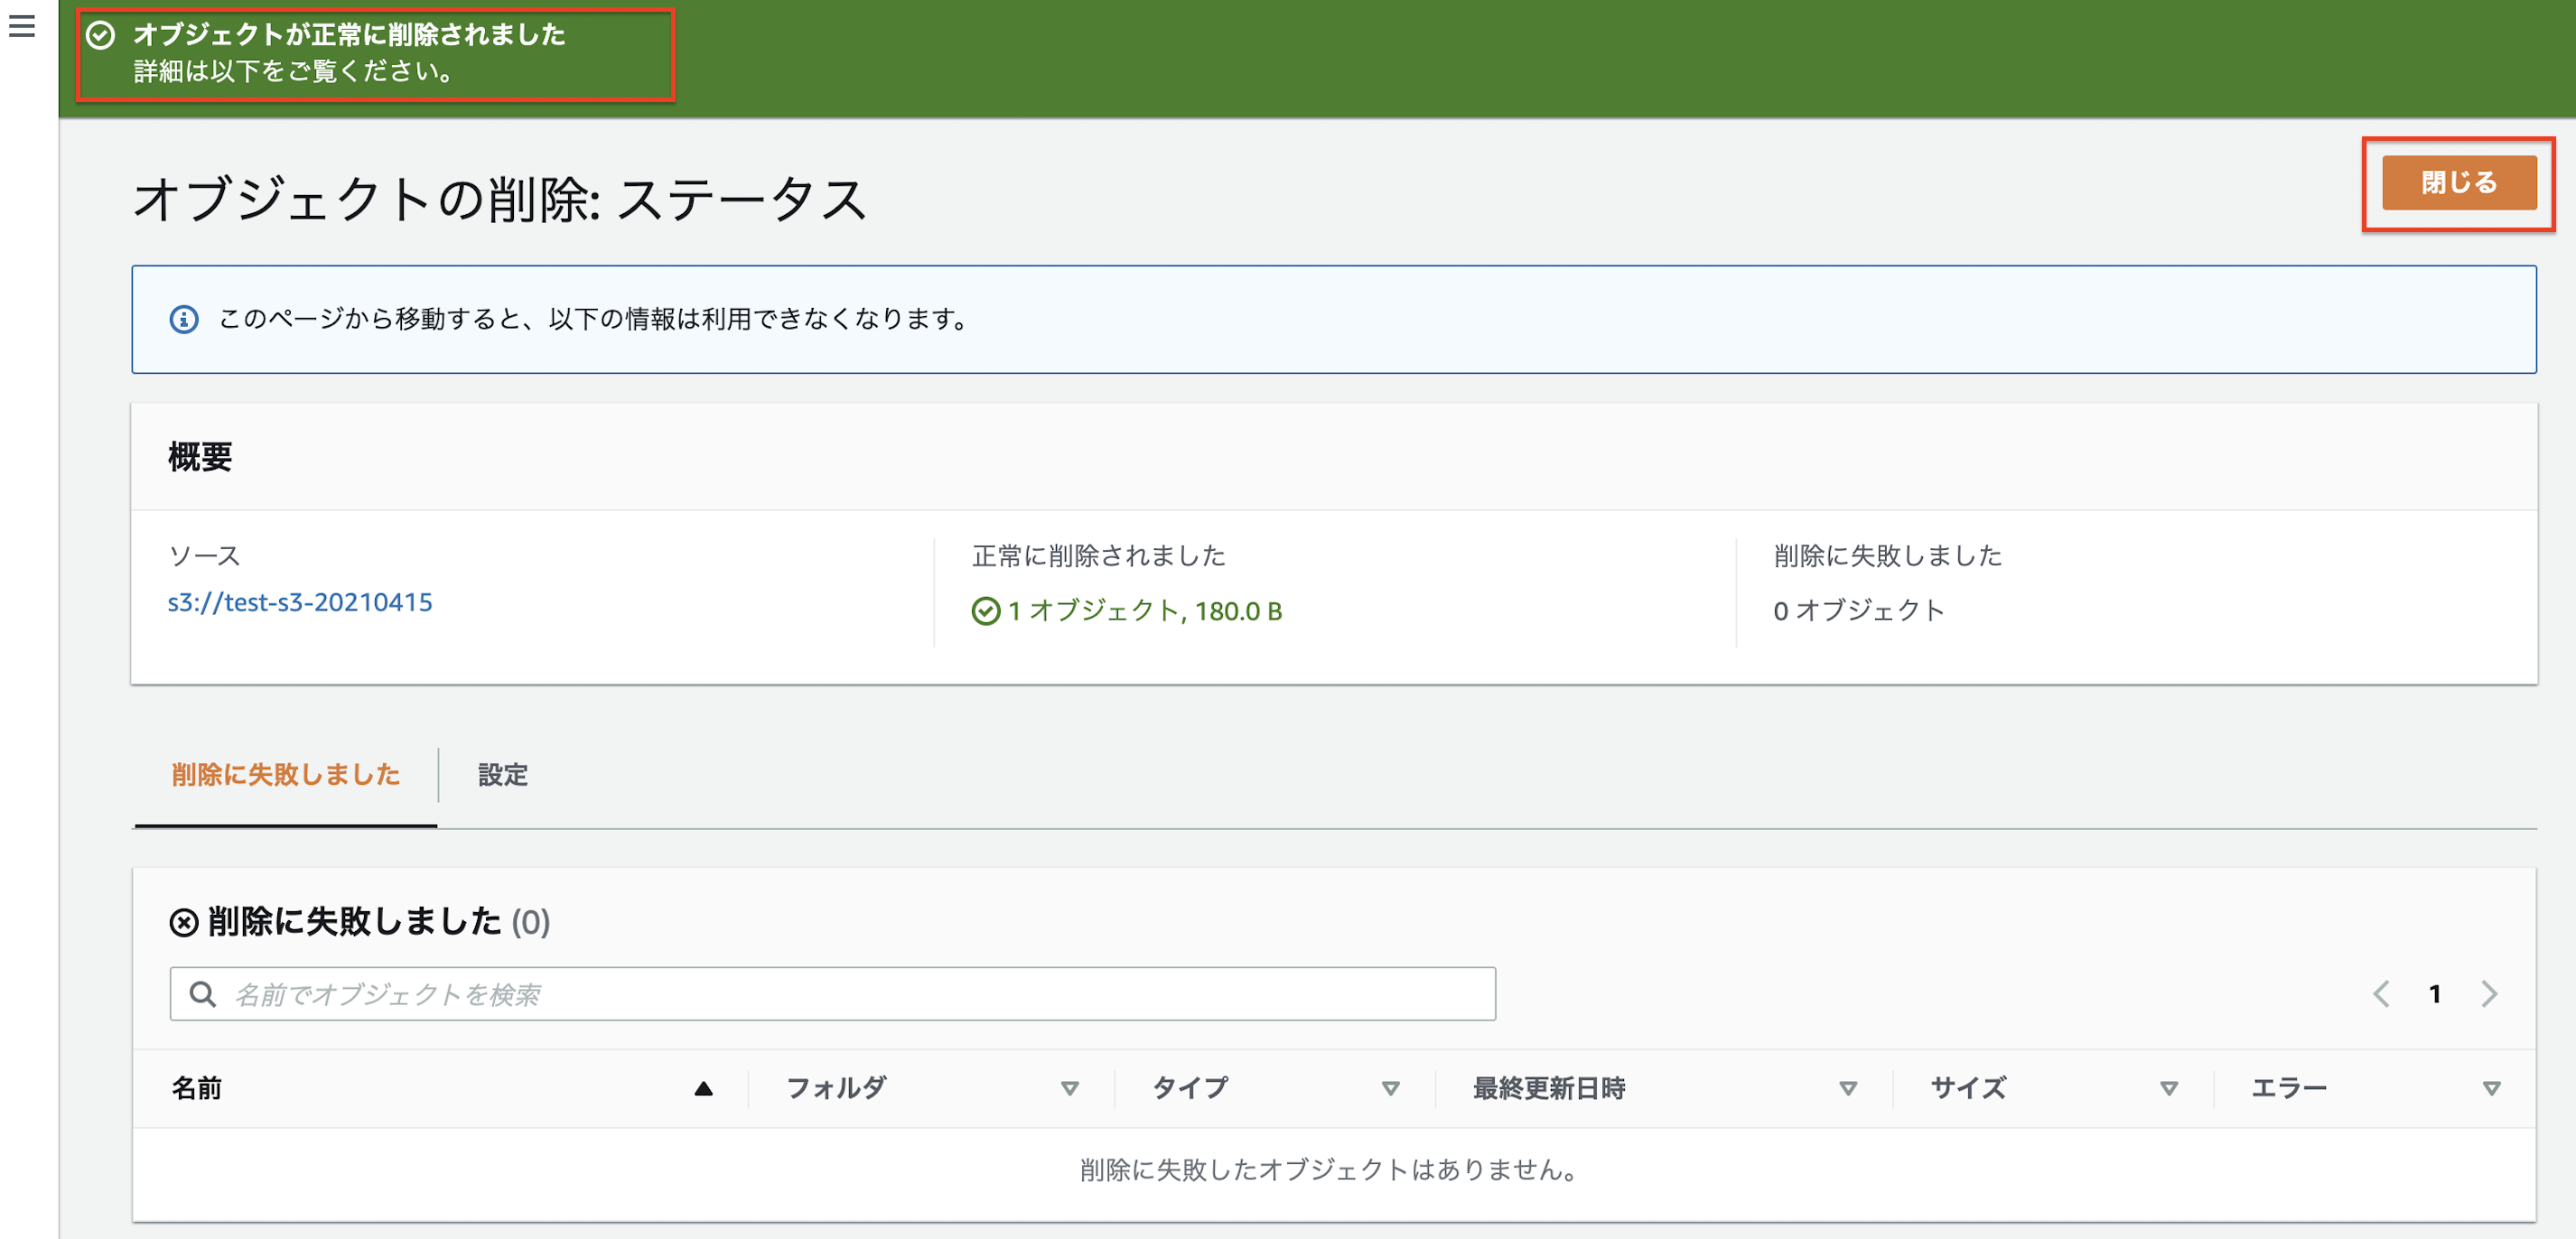 オブジェクトが正常に削除されました
詳細は以下をご覧ください。
オブジェクトの削除: ステータス
閉じる
このページから移動すると、以下の情報は利用できなくなります。
概要
ソース
s3://test-s3-20210415
正常に削除されました
1 オブジェクト, 180.0 B
削除に失敗しました
0 オブジェクト
削除に失敗しました
設定
削除に失敗しました (0)
名前でオブジェクトを検索
1
名前
フォルダ
タイプ
最終更新日時
サイズ
エラー
削除に失敗したオブジェクトはありません。